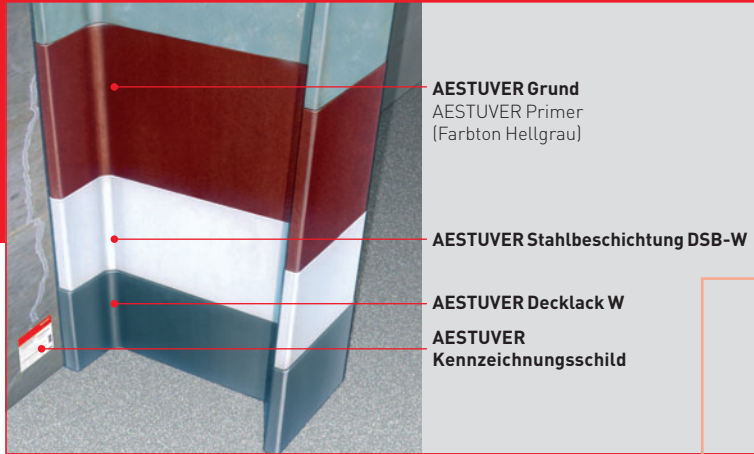 AESTUVER Grund
AESTUVER Primer
(Farbton Hellgrau)
AESTUVER Stahlbeschichtung DSB-W
AESTUVER Decklack W
AESTUVER
Kennzeichnungsschild